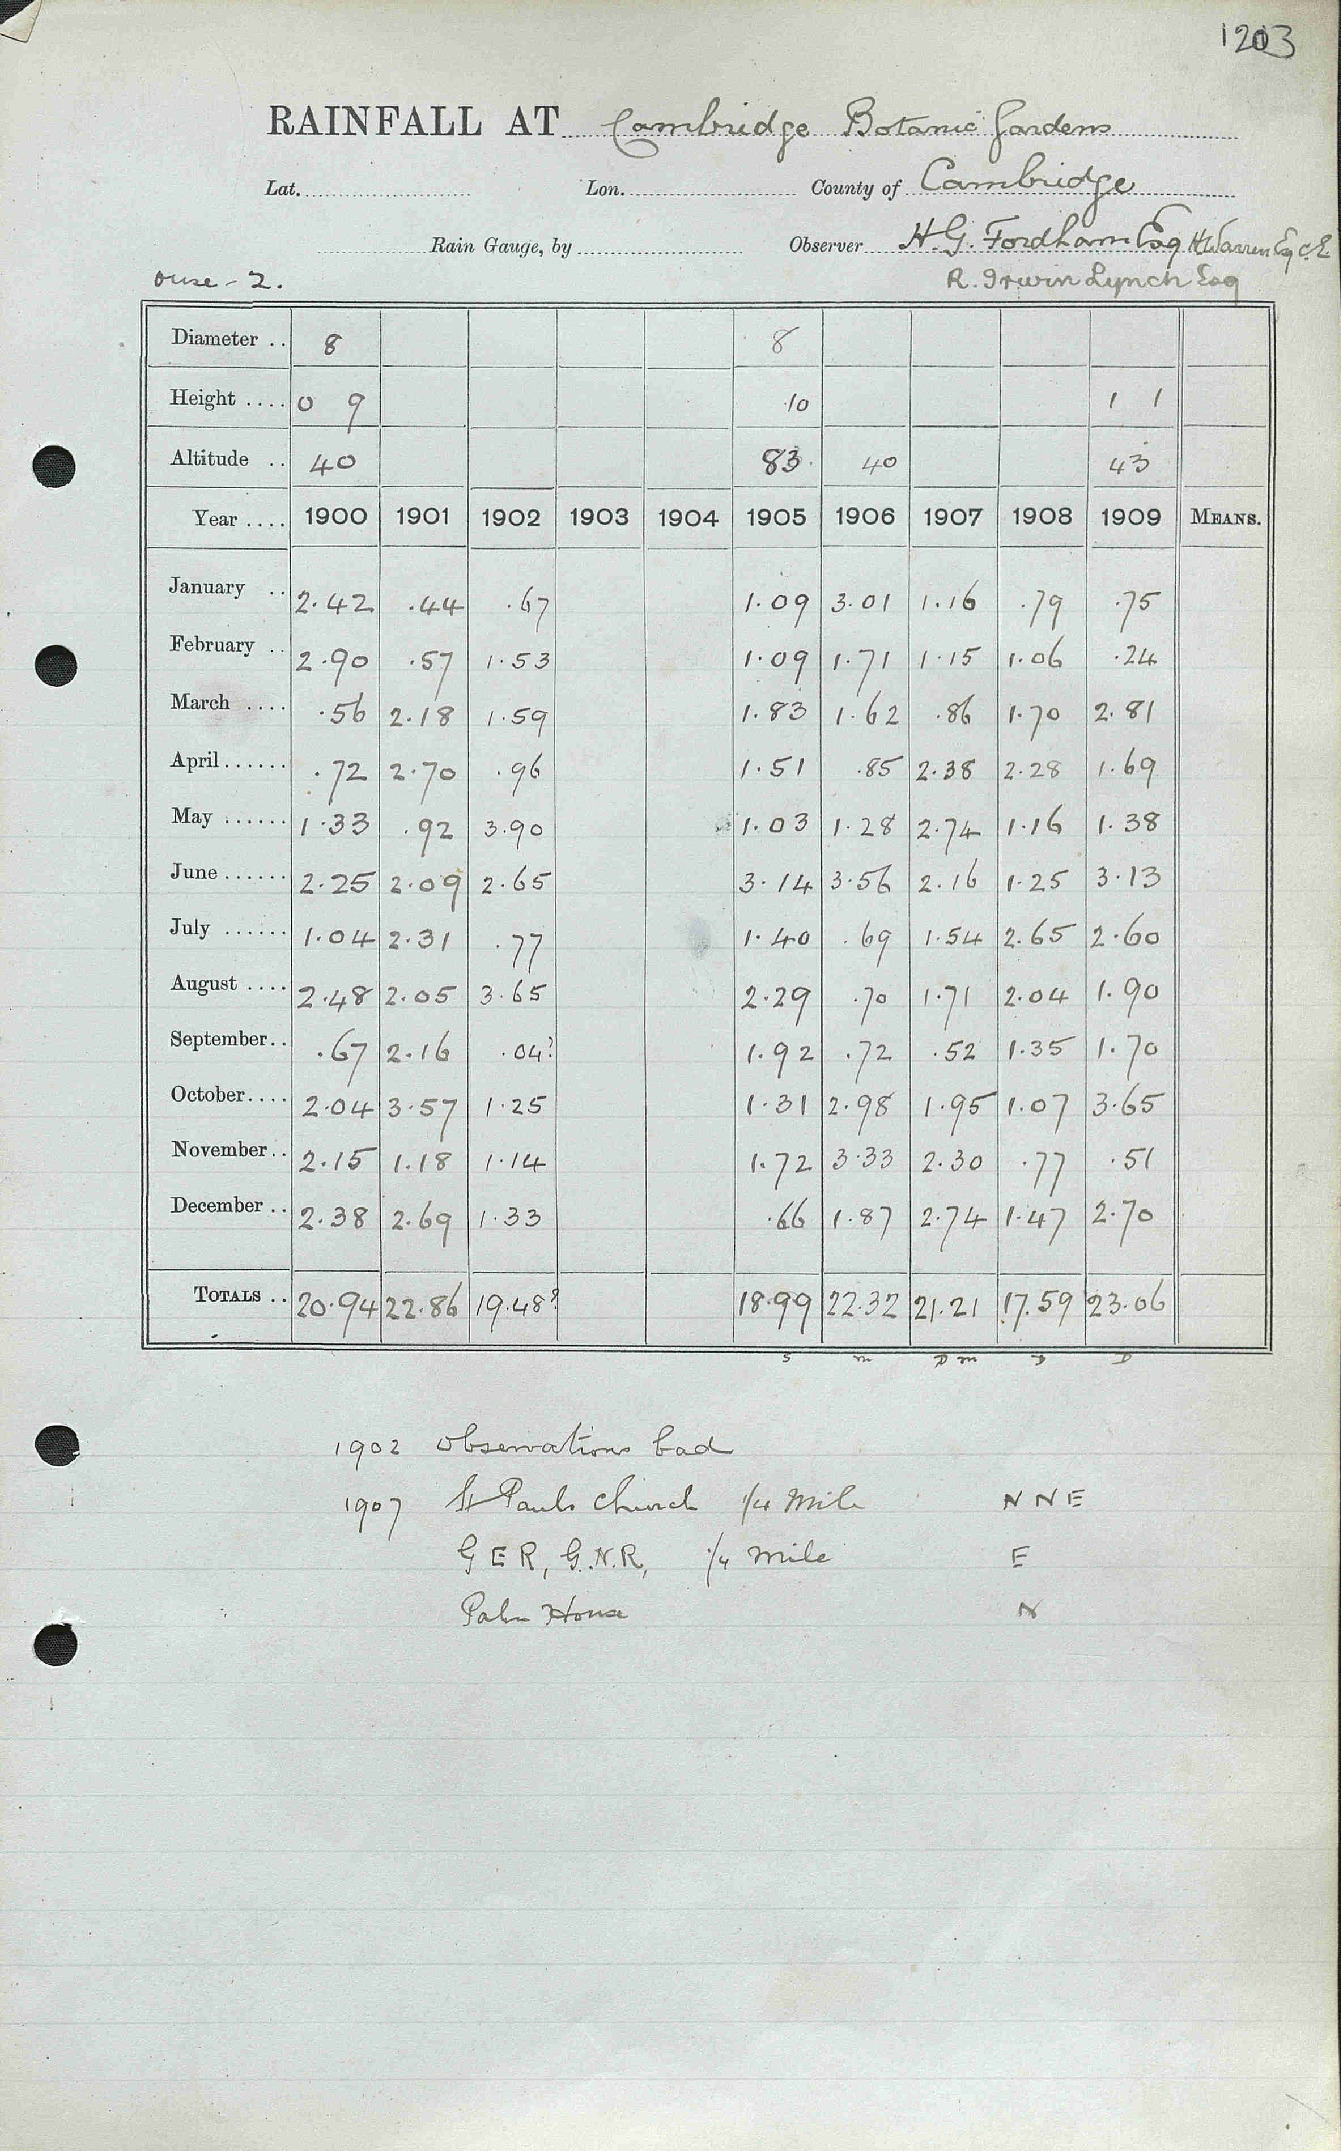 1203
RAINFALL AT Cambridge Botanic Gardens
Lat. Lon. County of Cambridge
Rain Gauge, by Observer H. G. Fordham Esq H Warren Esq C.E
Ouse - 2. R. Irwin Lynch Esq
Diameter .. 8 8
Height .... 0 9 10 1 1
Altitude .. 40 83. 40 43
Year .... 1900 1901 1902 1903 1904 1905 1906 1907 1908 1909 MEANS.
January .. 2.42 .44 .67 1.09 3.01 1.16 .79 .75
February .. 2.90 .57 1.53 1.09 1.71 1.15 1.06 .24
March .... .56 2.18 1.59 1.83 1.62 .86 1.70 2.81
April ...... .72 2.70 .96 1.51 .85 2.38 2.28 1.69
May ...... 1.33 .92 3.90 1.03 1.28 2.74 1.16 1.38
June ...... 2.25 2.09 2.65 3.14 3.56 2.16 1.25 3.13
July ...... 1.04 2.31 .77 1.40 .69 1.54 2.65 2.60
August .... 2.48 2.05 3.65 2.29 .70 1.71 2.04 1.90
September.. .67 2.16 .04? 1.92 .72 .52 1.35 1.70
October.... 2.04 3.57 1.25 1.31 2.98 1.95 1.07 3.65
November.. 2.15 1.18 1.14 1.72 3.33 2.30 .77 .51
December .. 2.38 2.69 1.33 .66 1.87 2.74 1.47 2.70
TOTALS .. 20.94 22.86 19.48? 18.99 22.32 21.21 17.59 23.06
S m D m D D
1902 Observations bad
1907 St Pauls Church 1/4 Mile N N E
G E R, G.N.R, 1/4 mile E
Palm House N